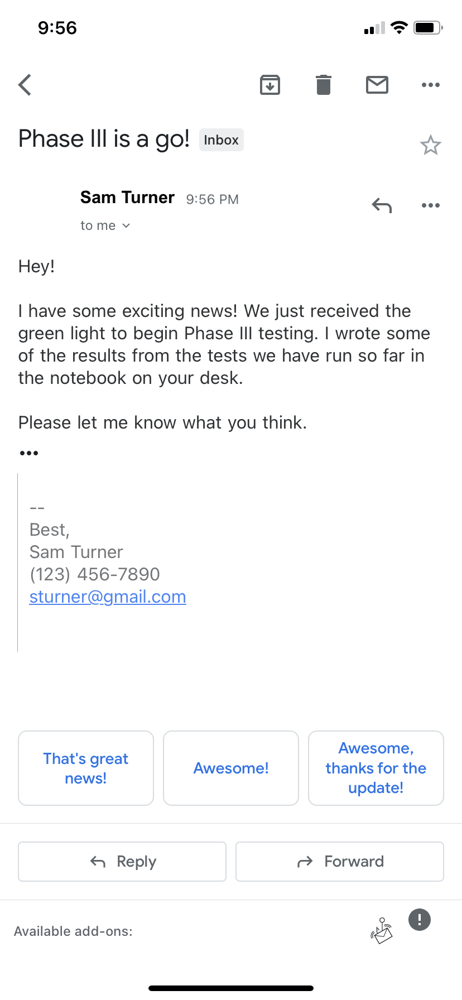 9:56
Phase III is a go! Inbox
Sam Turner 9:56 PM
to me
Hey!
I have some exciting news! We just received the
green light to begin Phase III testing. I wrote some
of the results from the tests we have run so far in
the notebook on your desk.
Please let me know what you think.
•••
--
Best,
Sam Turner
(123) 456-7890
sturner@gmail.com
That's great
news!
Awesome!
Awesome,
thanks for the
update!
Reply
Forward
Available add-ons: